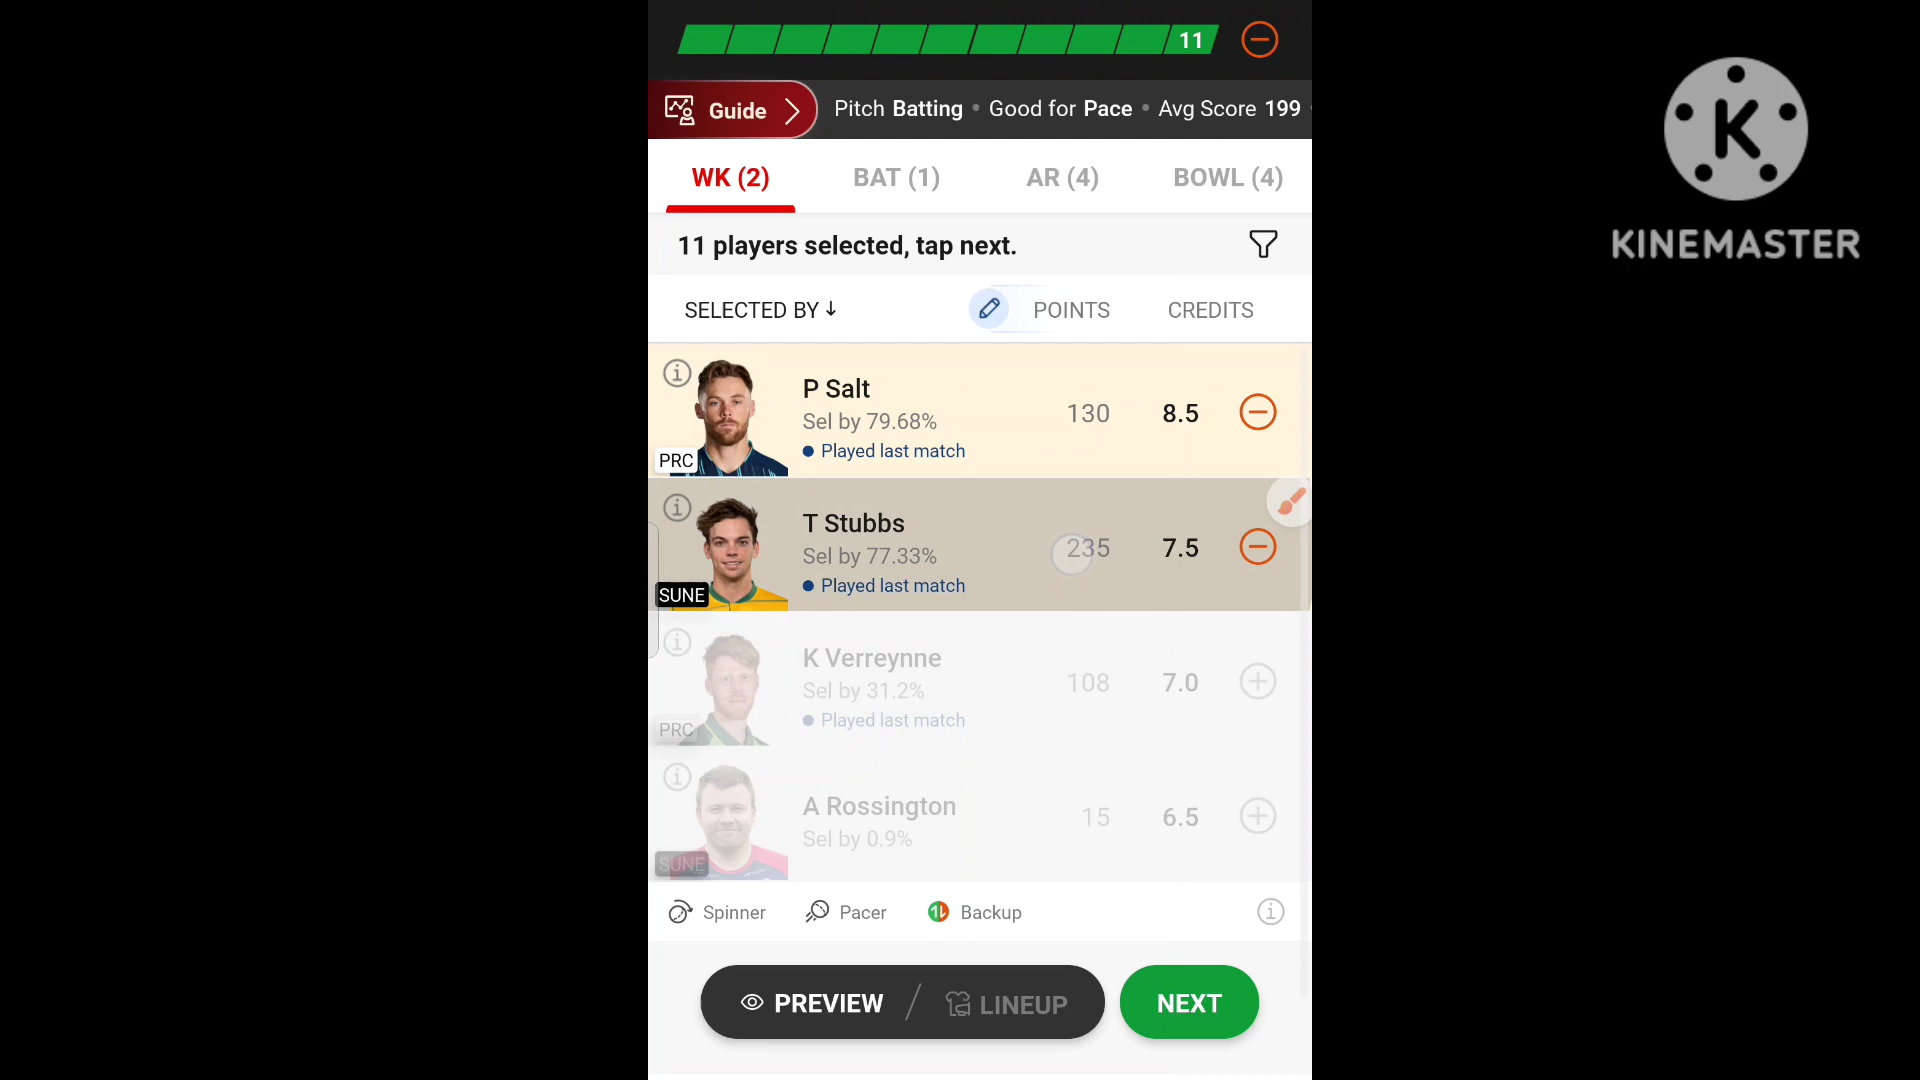 11
Guide
Pitch Batting • Good for Pace • Avg Score 199
WK (2) BAT (1) AR (4) BOWL (4)
11 players selected, tap next.
SELECTED BY ↓ POINTS CREDITS
P Salt
Sel by 79.68% 130 8.5
Played last match
PRC
T Stubbs
Sel by 77.33% 235 7.5
Played last match
SUNE
K Verreynne
Sel by 31.2% 108 7.0
Played last match
PRC
A Rossington
Sel by 0.9% 15 6.5
SUNE
Spinner Pacer Backup
PREVIEW / LINEUP NEXT
K
KINEMASTER